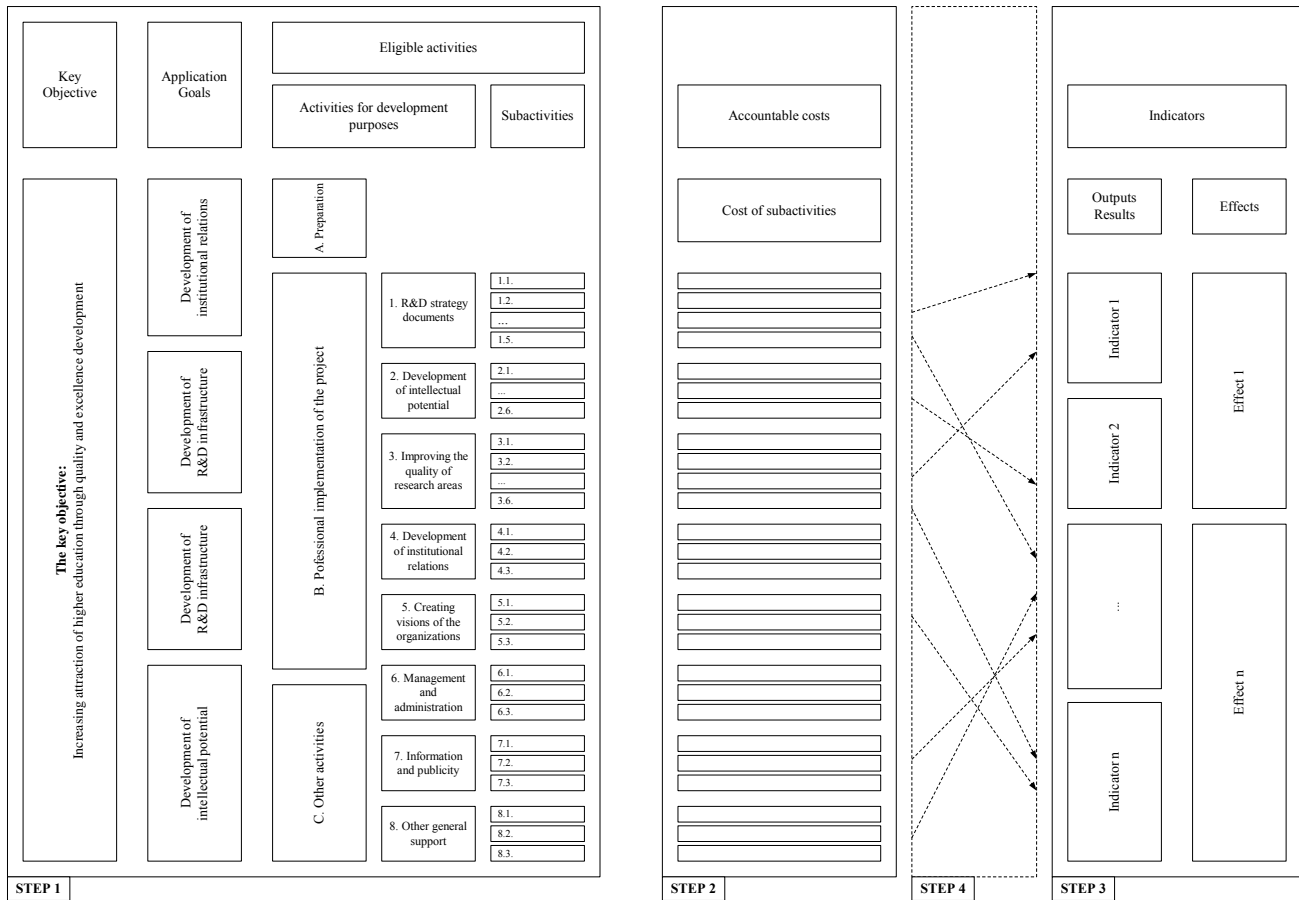 Key
Objective
Application
Goals
Eligible activities
Activities for development
purposes
Subactivities
The key objective:
Increasing attraction of higher education through quality and excellence development
Development of
institutional relations
Development of
R&D infrastructure
Development of
R&D infrastructure
Development of
intellectual potential
A. Preparation
B. Pofessional implementation of the project
C. Other activities
1. R&D strategy
documents
1.1.
1.2.
...
1.5.
2. Development
of intellectual
potential
2.1.
...
2.6.
3. Improving the
quality of
research areas
3.1.
3.2.
...
3.6.
4. Development
of institutional
relations
4.1.
4.2.
4.3.
5. Creating
visions of the
organizations
5.1.
5.2.
5.3.
6. Management
and
administration
6.1.
6.2.
6.3.
7. Information
and publicity
7.1.
7.2.
7.3.
8. Other general
support
8.1.
8.2.
8.3.
STEP 1
Accountable costs
Cost of subactivities
STEP 2
STEP 4
Indicators
Outputs
Results
Effects
Indicator 1
Indicator 2
...
Indicator n
Effect 1
Effect n
STEP 3